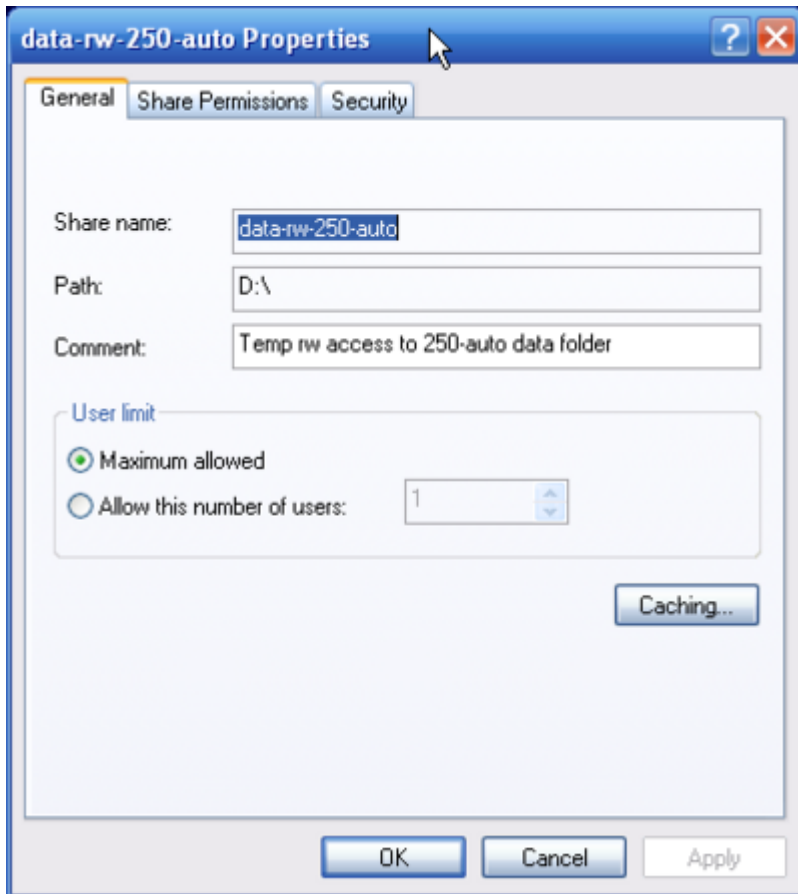 data-rw-250-auto Properties
?
General Share Permissions Security
Share name: data-rw-250-auto
Path: D:\
Comment: Temp rw access to 250-auto data folder
User limit
Maximum allowed
Allow this number of users: 1
Caching...
OK Cancel Apply